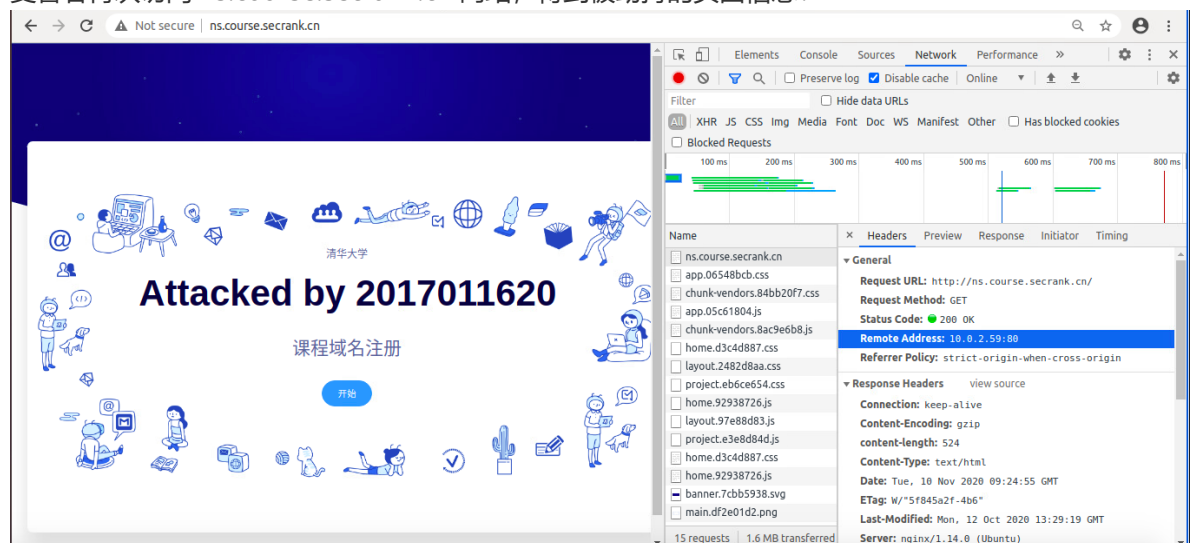 Not secure | ns.course.secrank.cn
清华大学
Attacked by 2017011620
课程域名注册
开始
Elements Console Sources Network Performance »
Preserve log Disable cache Online
Filter Hide data URLs
All XHR JS CSS Img Media Font Doc WS Manifest Other Has blocked cookies
Blocked Requests
100 ms 200 ms 300 ms 400 ms 500 ms 600 ms 700 ms 800 ms
Name
ns.course.secrank.cn
app.06548bcb.css
chunk-vendors.84bb20f7.css
app.05c61804.js
chunk-vendors.8ac9e6b8.js
home.d3c4d887.css
layout.2482d8aa.css
project.eb6ce654.css
home.92938726.js
layout.97e88d83.js
project.e3e8d84d.js
home.d3c4d887.css
home.92938726.js
banner.7cbb5938.svg
main.df2e01d2.png
15 requests 1.6 MB transferred
× Headers Preview Response Initiator Timing
General
Request URL: http://ns.course.secrank.cn/
Request Method: GET
Status Code: 200 OK
Remote Address: 10.0.2.59:80
Referrer Policy: strict-origin-when-cross-origin
Response Headers view source
Connection: keep-alive
Content-Encoding: gzip
content-length: 524
Content-Type: text/html
Date: Tue, 10 Nov 2020 09:24:55 GMT
ETag: W/"5f845a2f-4b6"
Last-Modified: Mon, 12 Oct 2020 13:29:19 GMT
Server: nginx/1.14.0 (Ubuntu)